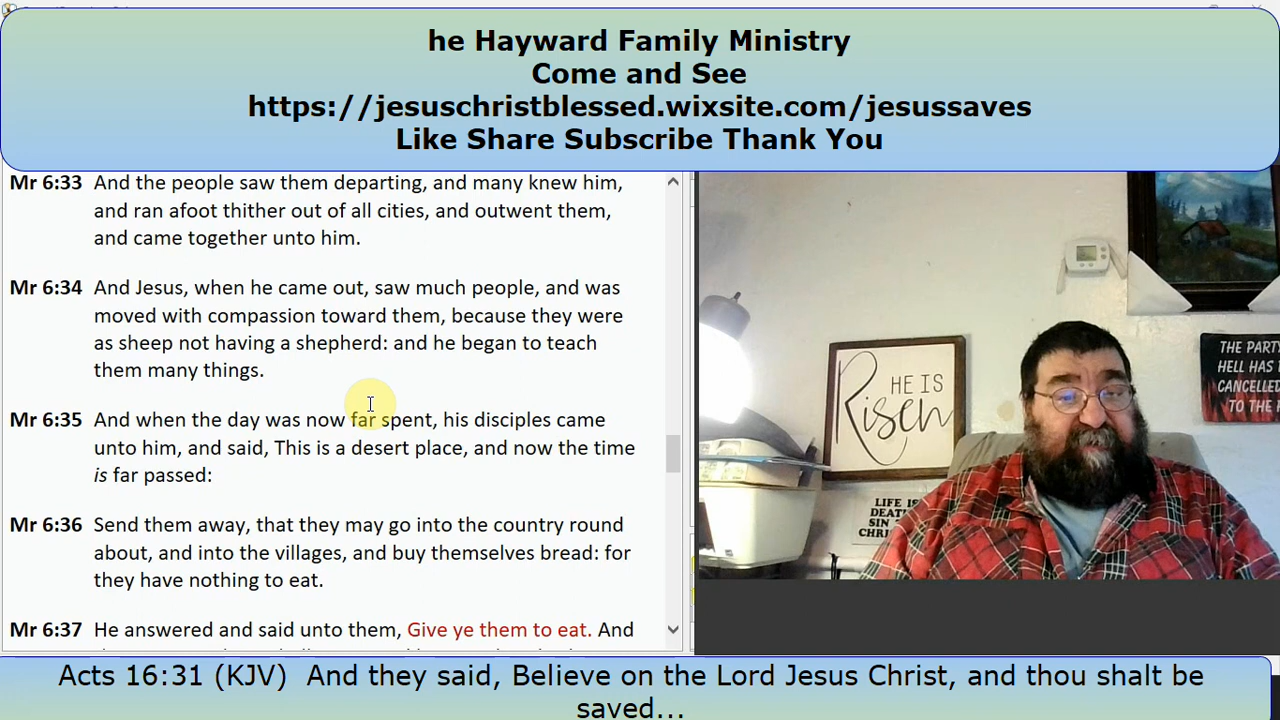 he Hayward Family Ministry
Come and See
https://jesuschristblessed.wixsite.com/jesussaves
Like Share Subscribe Thank You
Mr 6:33 And the people saw them departing, and many knew him,
and ran afoot thither out of all cities, and outwent them,
and came together unto him.
Mr 6:34 And Jesus, when he came out, saw much people, and was
moved with compassion toward them, because they were
as sheep not having a shepherd: and he began to teach
them many things.
Mr 6:35 And when the day was now far spent, his disciples came
unto him, and said, This is a desert place, and now the time
is far passed:
Mr 6:36 Send them away, that they may go into the country round
about, and into the villages, and buy themselves bread: for
they have nothing to eat.
Mr 6:37 He answered and said unto them, Give ye them to eat. And
HE IS
Risen
LIFE IS
DEAT
SIN
CHR
THE PARTY
HELL HAS
CANCELLED
TO THE
Acts 16:31 (KJV) And they said, Believe on the Lord Jesus Christ, and thou shalt be
saved...